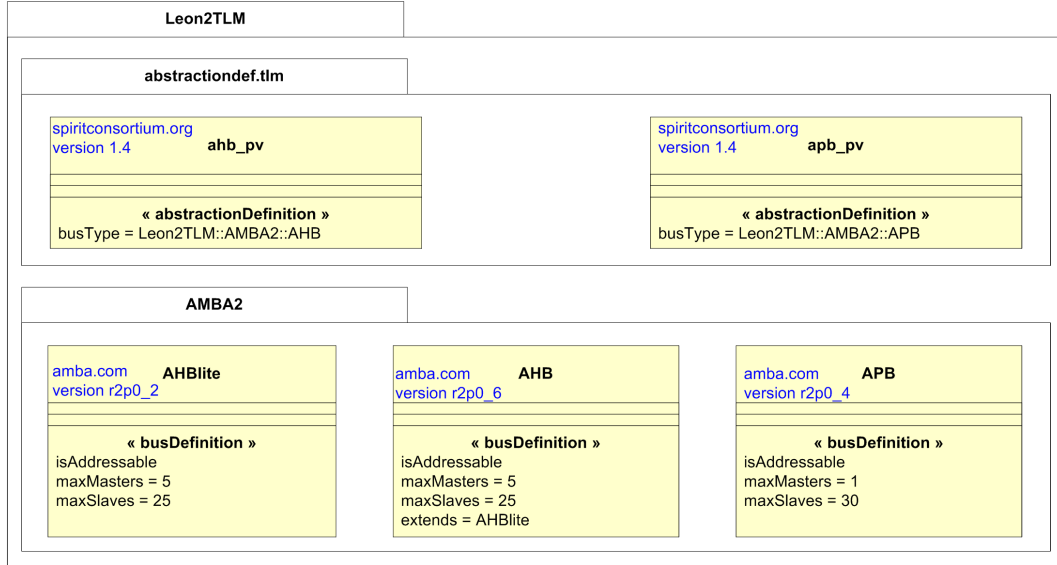 Leon2TLM
abstractiondef.tlm
spiritconsortium.org
version 1.4
ahb_pv
« abstractionDefinition »
busType = Leon2TLM::AMBA2::AHB
spiritconsortium.org
version 1.4
apb_pv
« abstractionDefinition »
busType = Leon2TLM::AMBA2::APB
AMBA2
amba.com
version r2p0_2
AHBlite
« busDefinition »
isAddressable
maxMasters = 5
maxSlaves = 25
amba.com
version r2p0_6
AHB
« busDefinition »
isAddressable
maxMasters = 5
maxSlaves = 25
extends = AHBlite
amba.com
version r2p0_4
APB
« busDefinition »
isAddressable
maxMasters = 1
maxSlaves = 30